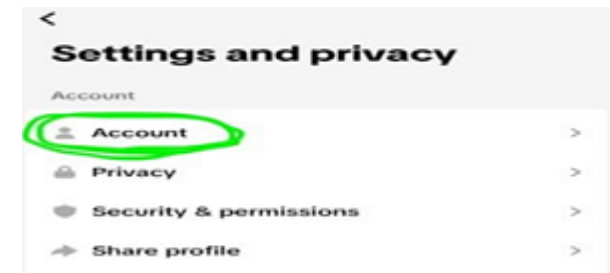 Settings and privacy
Account
Account
Privacy
Security & permissions
Share profile